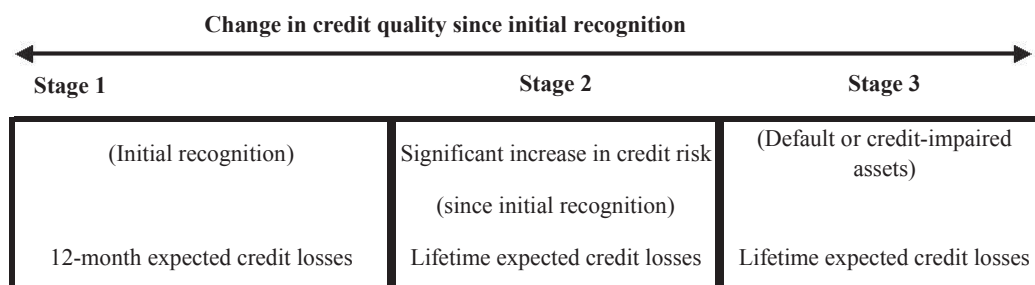 Change in credit quality since initial recognition
Stage 1
Stage 2
Stage 3
(Initial recognition)
12-month expected credit losses
Significant increase in credit risk
(since initial recognition)
Lifetime expected credit losses
(Default or credit-impaired
assets)
Lifetime expected credit losses